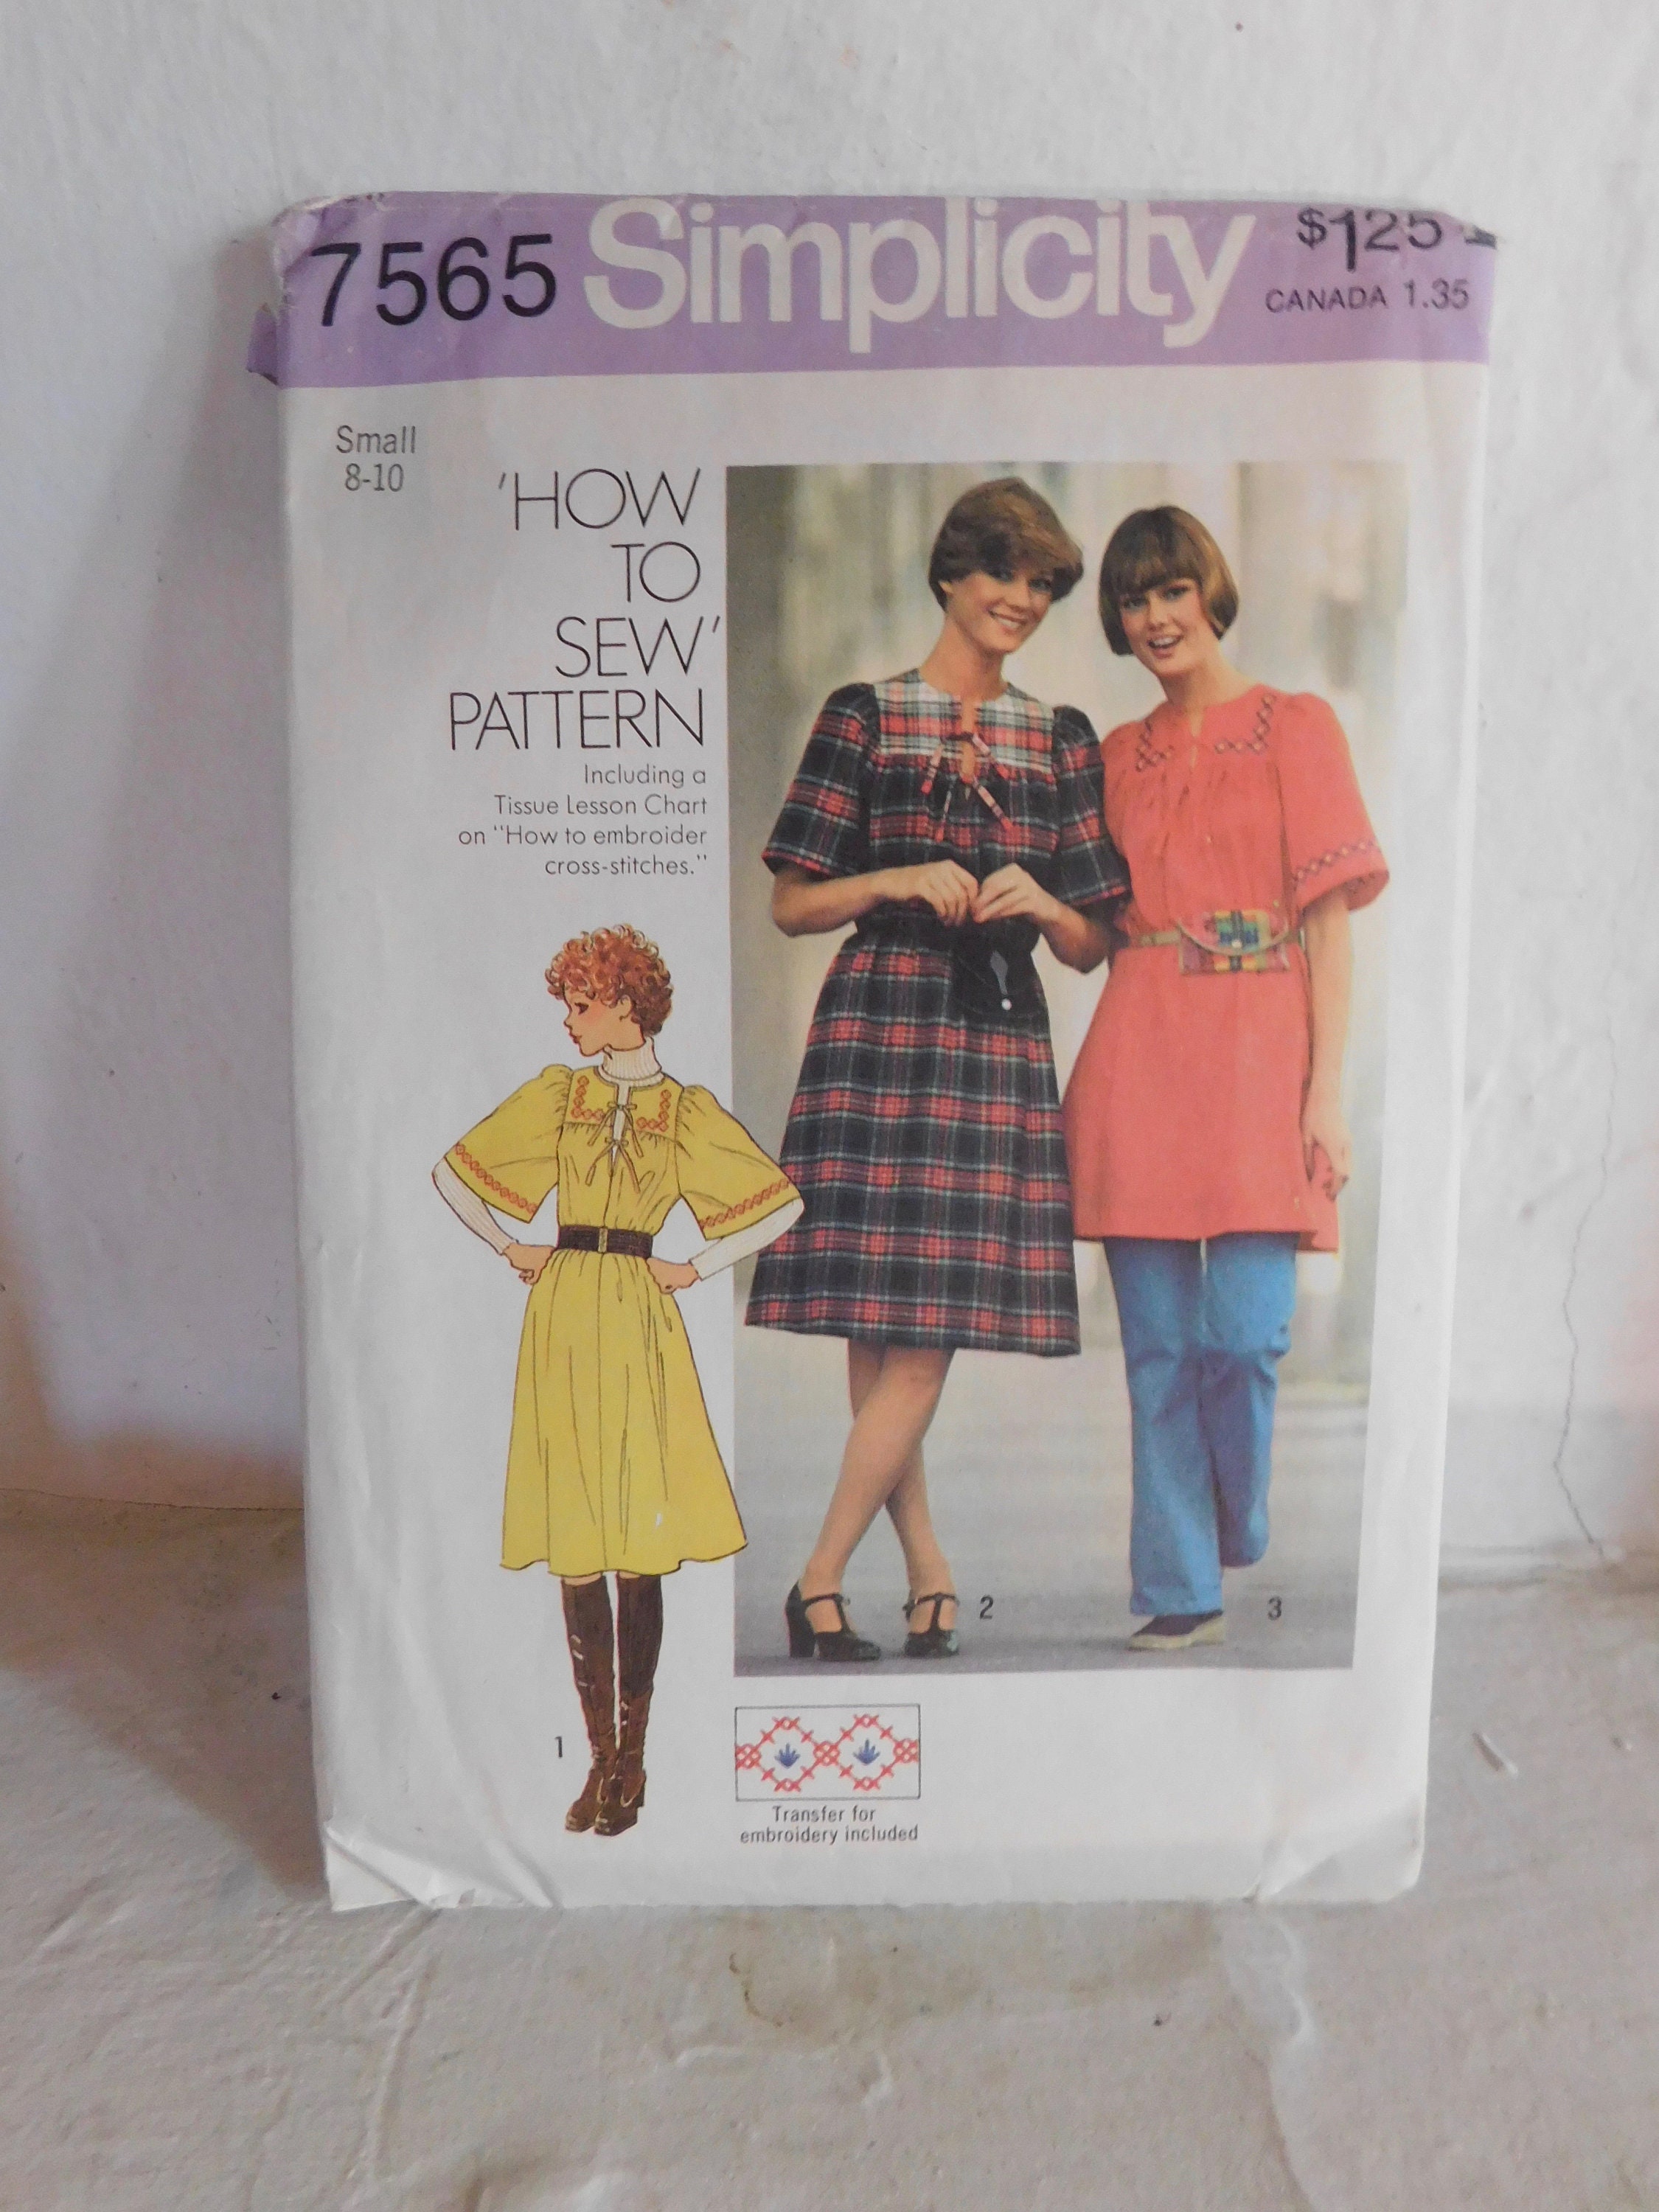 7565 Simplicity $1.25
CANADA 1.35
Small
8-10
'HOW
TO
SEW'
PATTERN
Including a
Tissue Lesson Chart
on "How to embroider
cross-stitches."
1
2
3
Transfer for
embroidery included